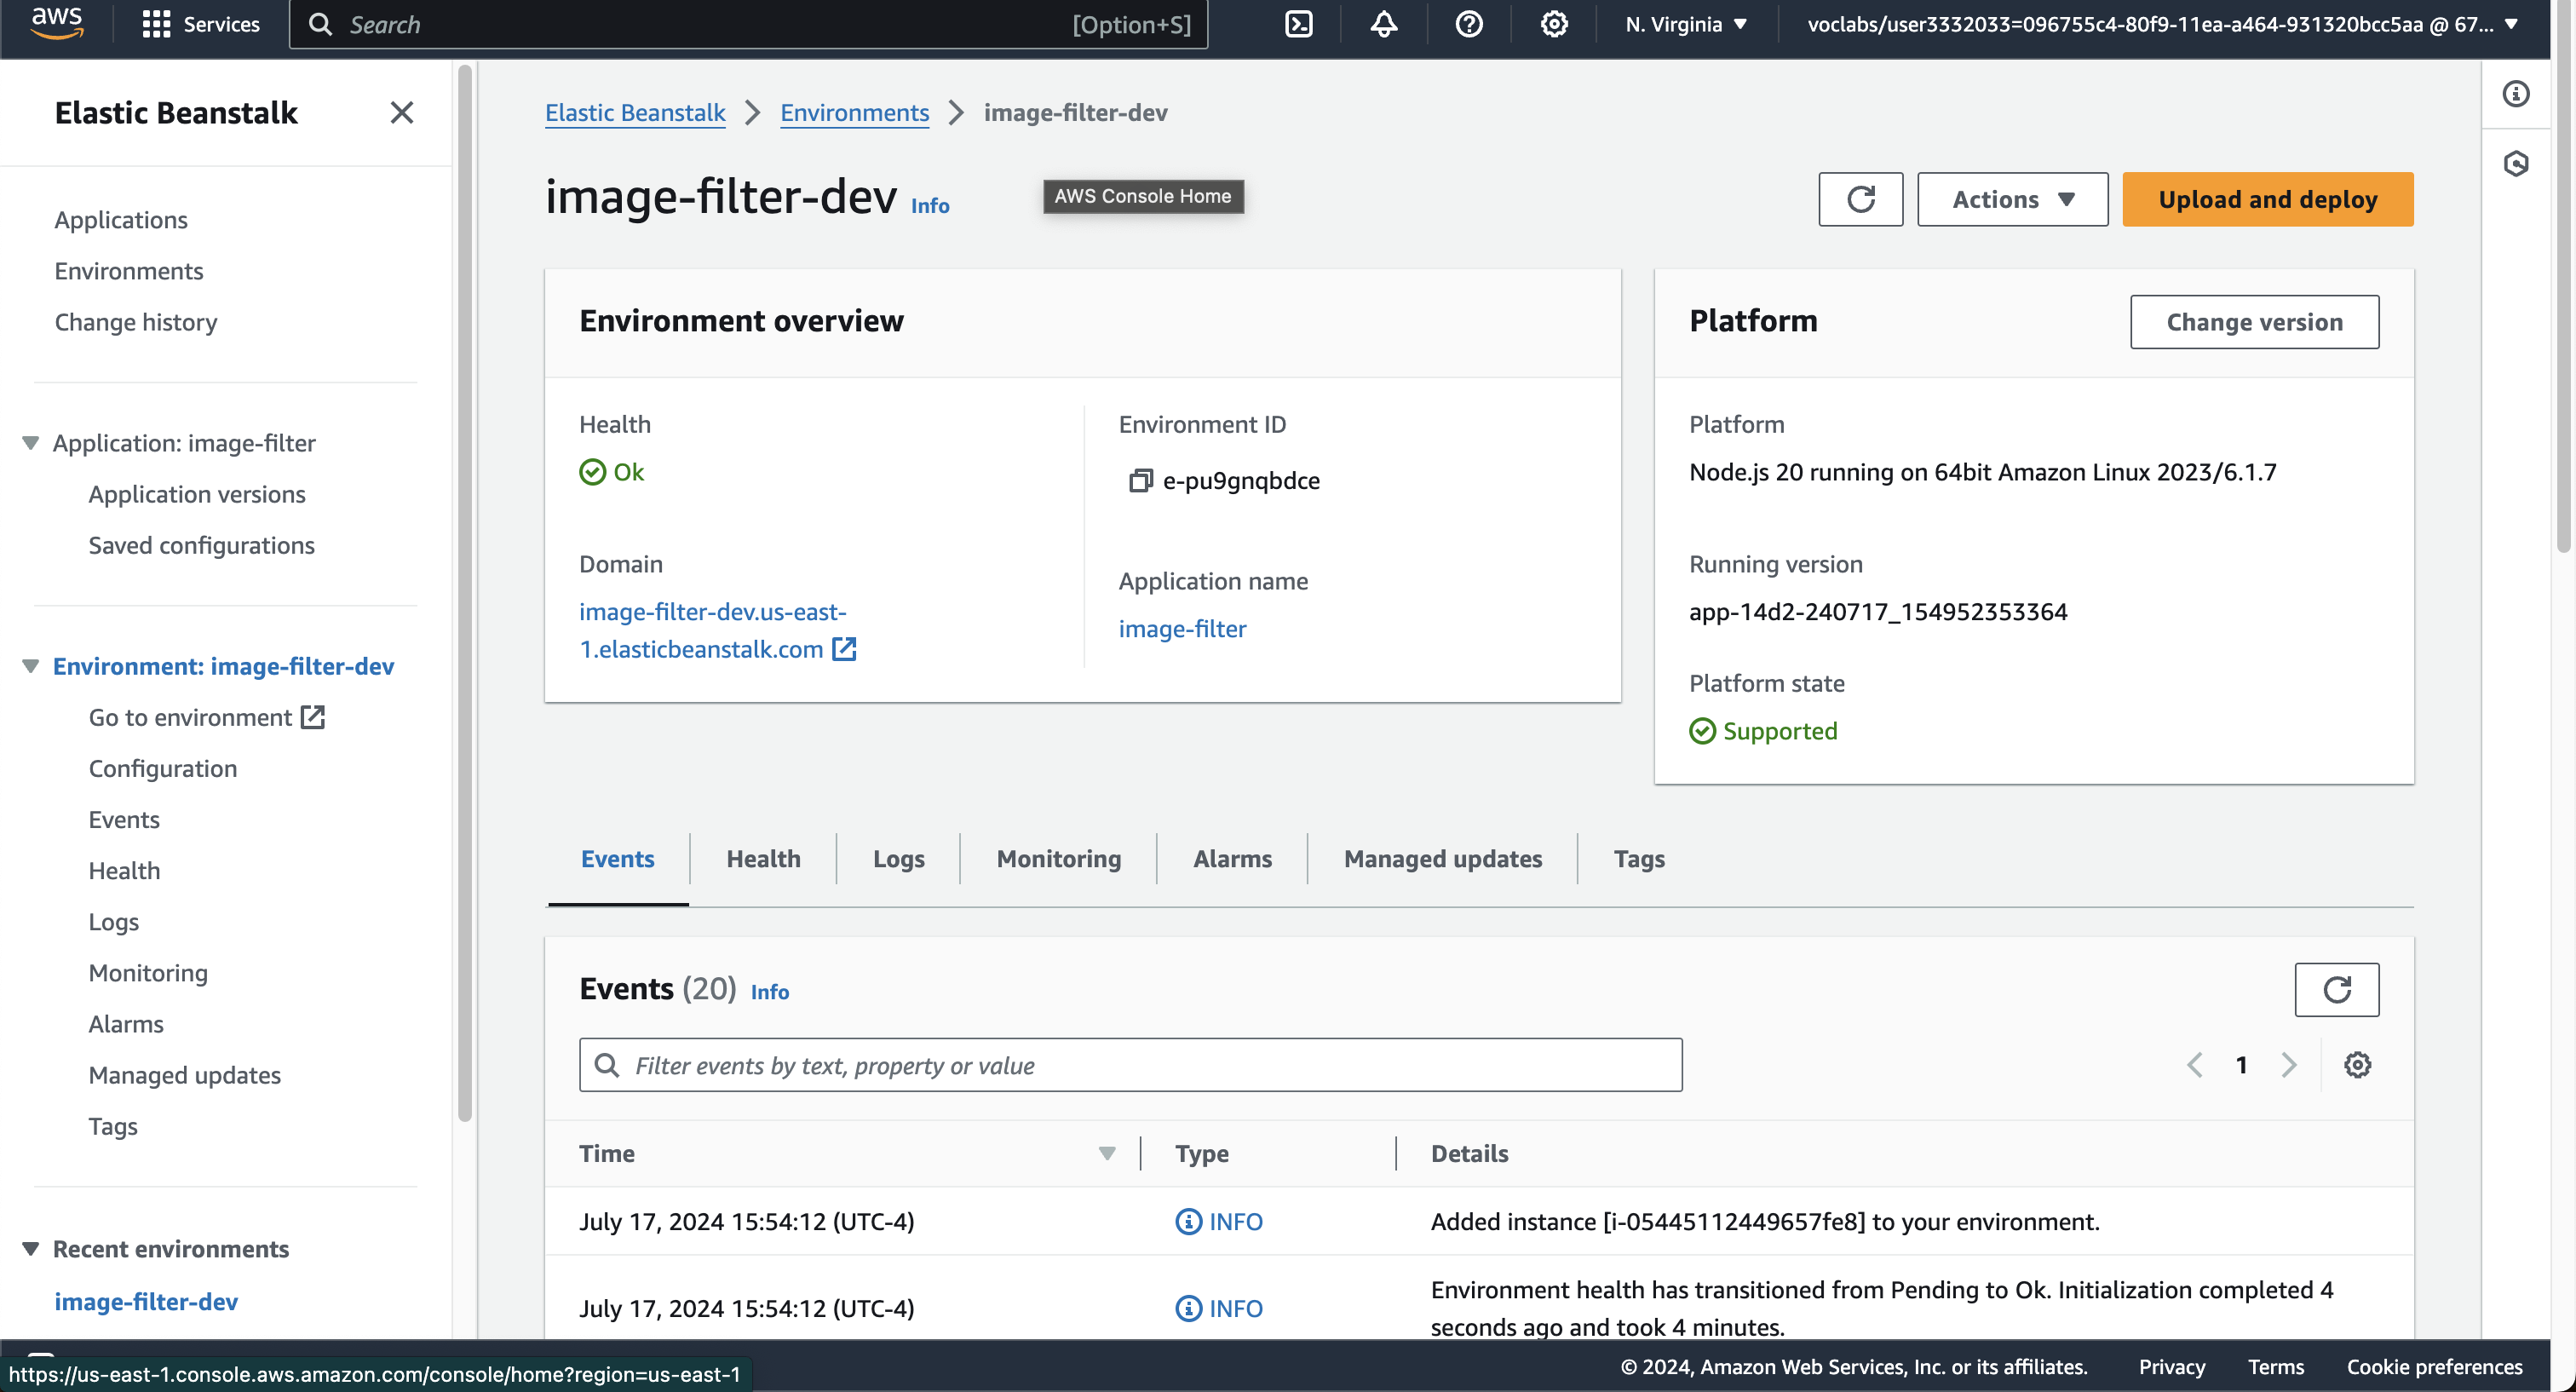 aws
Services
Search
[Option+S]
N. Virginia
voclabs/user3332033=096755c4-80f9-11ea-a464-931320bcc5aa @ 67...
Elastic Beanstalk
Applications
Environments
Change history
Application: image-filter
Application versions
Saved configurations
Environment: image-filter-dev
Go to environment
Configuration
Events
Health
Logs
Monitoring
Alarms
Managed updates
Tags
Recent environments
image-filter-dev
Elastic Beanstalk
Environments
image-filter-dev
image-filter-dev Info
AWS Console Home
Actions
Upload and deploy
Environment overview
Health
Ok
Domain
image-filter-dev.us-east-
1.elasticbeanstalk.com
Environment ID
e-pu9gnqbdce
Application name
image-filter
Platform
Change version
Platform
Node.js 20 running on 64bit Amazon Linux 2023/6.1.7
Running version
app-14d2-240717_154952353364
Platform state
Supported
Events
Health
Logs
Monitoring
Alarms
Managed updates
Tags
Events (20) Info
Filter events by text, property or value
1
Time
Type
Details
July 17, 2024 15:54:12 (UTC-4)
INFO
Added instance [i-05445112449657fe8] to your environment.
July 17, 2024 15:54:12 (UTC-4)
INFO
Environment health has transitioned from Pending to Ok. Initialization completed 4
seconds ago and took 4 minutes.
https://us-east-1.console.aws.amazon.com/console/home?region=us-east-1
© 2024, Amazon Web Services, Inc. or its affiliates.
Privacy
Terms
Cookie preferences